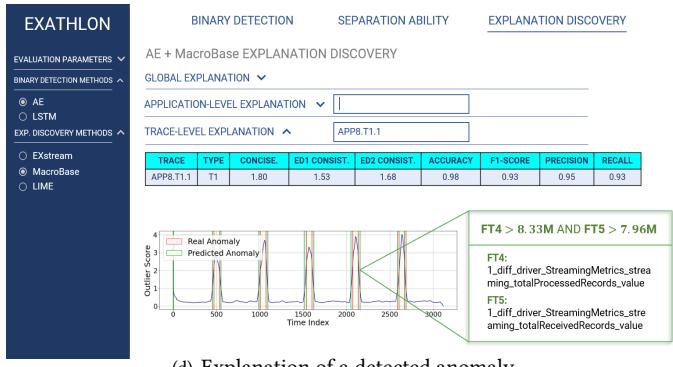 EXATHLON
BINARY DETECTION SEPARATION ABILITY EXPLANATION DISCOVERY
EVALUATION PARAMETERS
BINARY DETECTION METHODS
AE
LSTM
EXP. DISCOVERY METHODS
EXstream
MacroBase
LIME
AE + MacroBase EXPLANATION DISCOVERY
GLOBAL EXPLANATION
APPLICATION-LEVEL EXPLANATION
TRACE-LEVEL EXPLANATION APP8.T1.1
TRACE TYPE CONCISE. ED1 CONSIST. ED2 CONSIST. ACCURACY F1-SCORE PRECISION RECALL
APP8.T1.1 T1 1.80 1.53 1.68 0.98 0.93 0.95 0.93
Outlier Score
4
3
2
1
0
Real Anomaly
Predicted Anomaly
0 500 1000 1500 2000 2500 3000
Time Index
FT4 > 8.33M AND FT5 > 7.96M
FT4:
1_diff_driver_StreamingMetrics_strea
ming_totalProcessedRecords_value
FT5:
1_diff_driver_StreamingMetrics_stre
aming_totalReceivedRecords_value
(d) Explanation of a detected anomaly